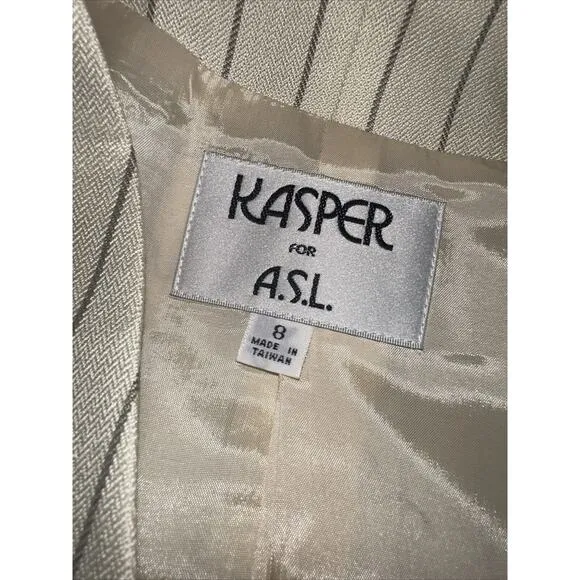 KASPER
FOR
A.S.L.
8
MADE IN
TAIWAN